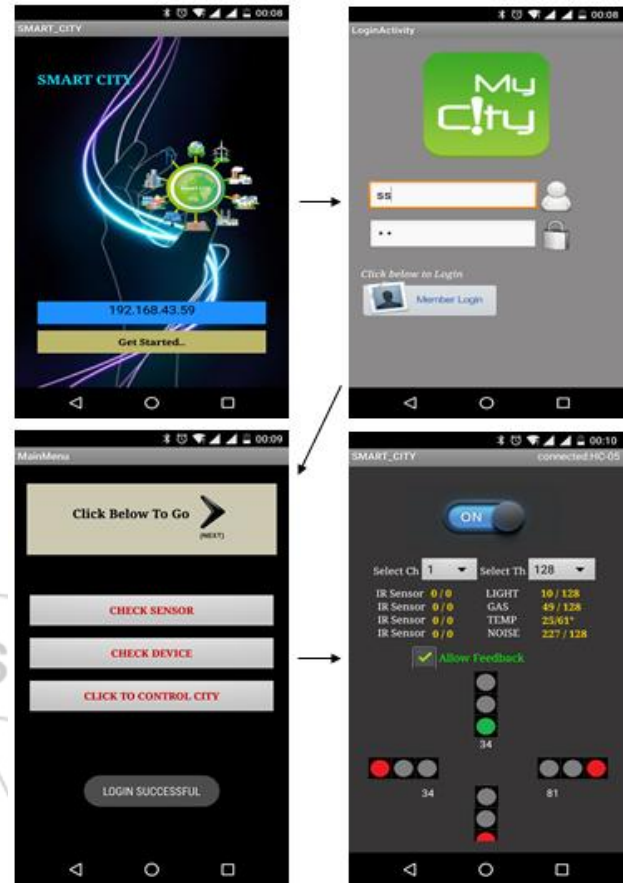 00:08
SMART_CITY
SMART CITY
Smart City
192.168.43.59
Get Started..
00:08
LoginActivity
My
C!ty
ss
Click below to Login
Member Login
00:09
MainMenu
Click Below To Go
(NEXT)
CHECK SENSOR
CHECK DEVICE
CLICK TO CONTROL CITY
LOGIN SUCCESSFUL
00:10
SMART_CITY connected:HC-05
ON
Select Ch 1 Select Th 128
IR Sensor 0/0 LIGHT 10/128
IR Sensor 0/0 GAS 49/128
IR Sensor 0/0 TEMP 25/61°
IR Sensor 0/0 NOISE 227/128
Allow Feedback
34
34 81